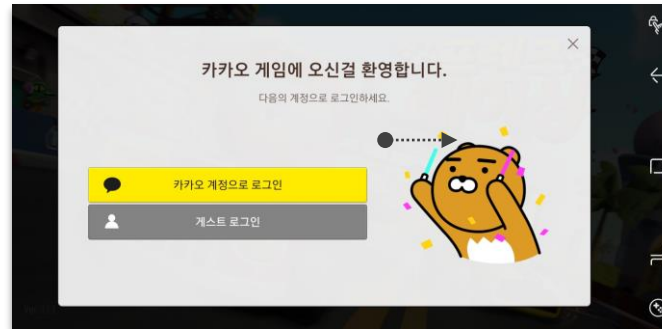 카카오 게임에 오신걸 환영합니다.
다음의 계정으로 로그인하세요.
카카오 계정으로 로그인
게스트 로그인